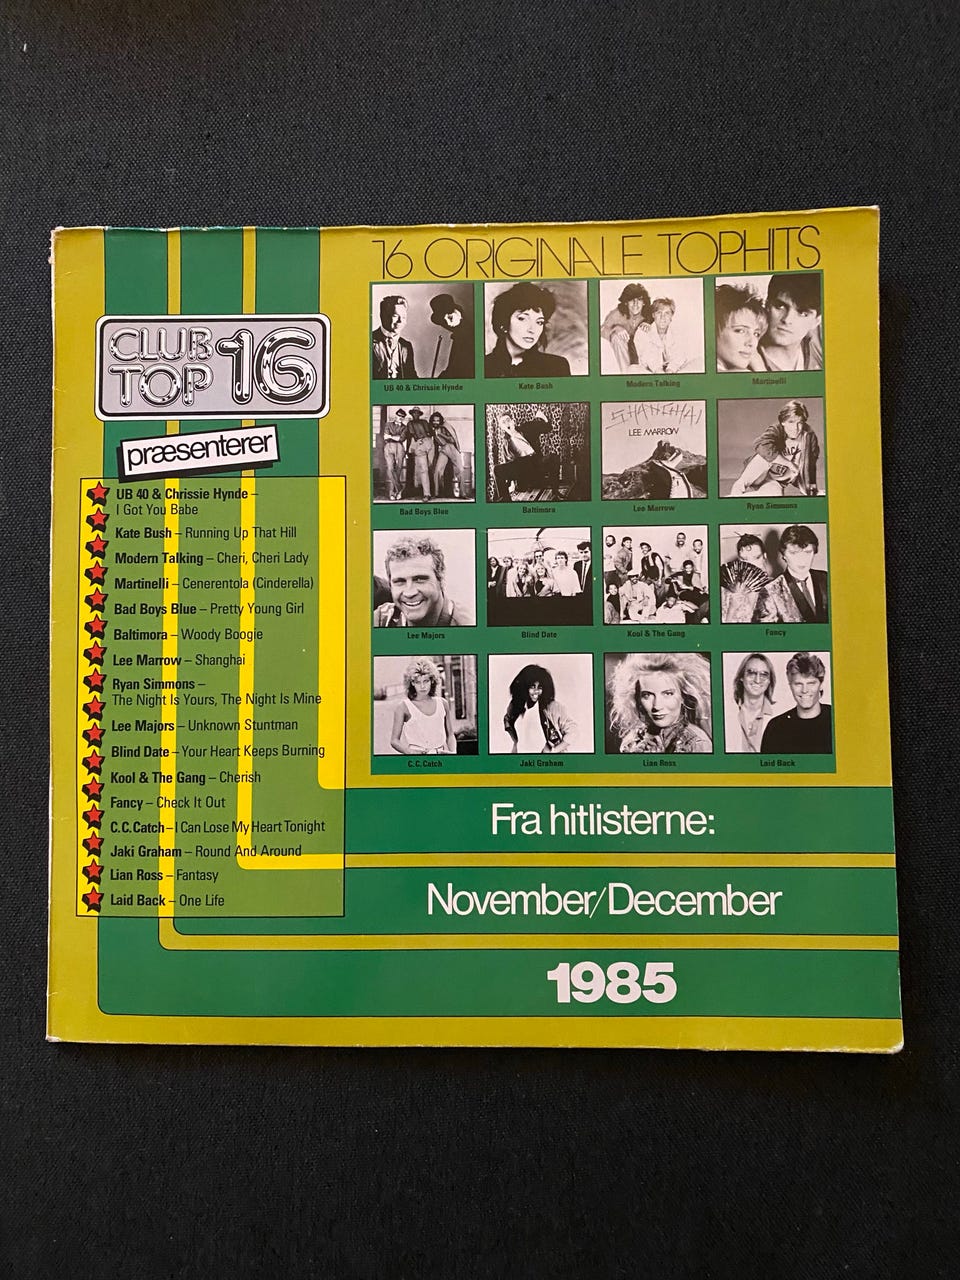 16 ORIGINALE TOPHITS
CLUB
TOP 16
præsenterer
UB 40 & Chrissie Hynde –
I Got You Babe
Kate Bush – Running Up That Hill
Modern Talking – Cheri, Cheri Lady
Martinelli – Cenerentola (Cinderella)
Bad Boys Blue – Pretty Young Girl
Baltimora – Woody Boogie
Lee Marrow – Shanghai
Ryan Simmons –
The Night Is Yours, The Night Is Mine
Lee Majors – Unknown Stuntman
Blind Date – Your Heart Keeps Burning
Kool & The Gang – Cherish
Fancy – Check It Out
C.C. Catch – I Can Lose My Heart Tonight
Jaki Graham – Round And Around
Lian Ross – Fantasy
Laid Back – One Life
UB 40 & Chrissie Hynde
Kate Bush
Modern Talking
Martinelli
SHANGHAI
LEE MARROW
Bad Boys Blue
Baltimora
Lee Marrow
Ryan Simmons
Lee Majors
Blind Date
Kool & The Gang
Fancy
C.C. Catch
Jaki Graham
Lian Ross
Laid Back
Fra hitlisterne:
November/December
1985